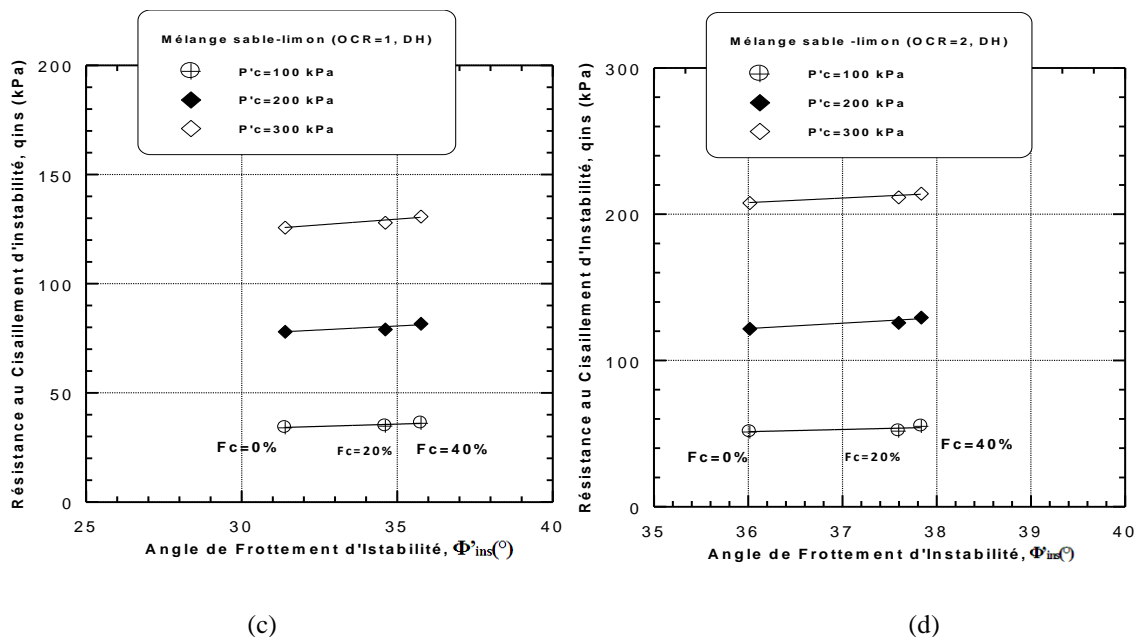 Mélange sable-limon (OCR=1, DH)
P'c=100 kPa
P'c=200 kPa
P'c=300 kPa
Résistance au Cisaillement d'Instabilité, qins (kPa)
200
150
100
50
0
Fc=0%
Fc=20%
Fc=40%
25
30
35
40
Angle de Frottement d'Istabilité, Φ'ins(°)
(c)
Mélange sable -limon (OCR=2, DH)
P'c=100 kPa
P'c=200 kPa
P'c=300 kPa
Résistance au Cisaillement d'Instabilité, qins (kPa)
300
200
100
0
Fc=0%
Fc=20%
Fc=40%
35
36
37
38
39
40
Angle de Frottement d'Instabilité, Φ'ins(°)
(d)